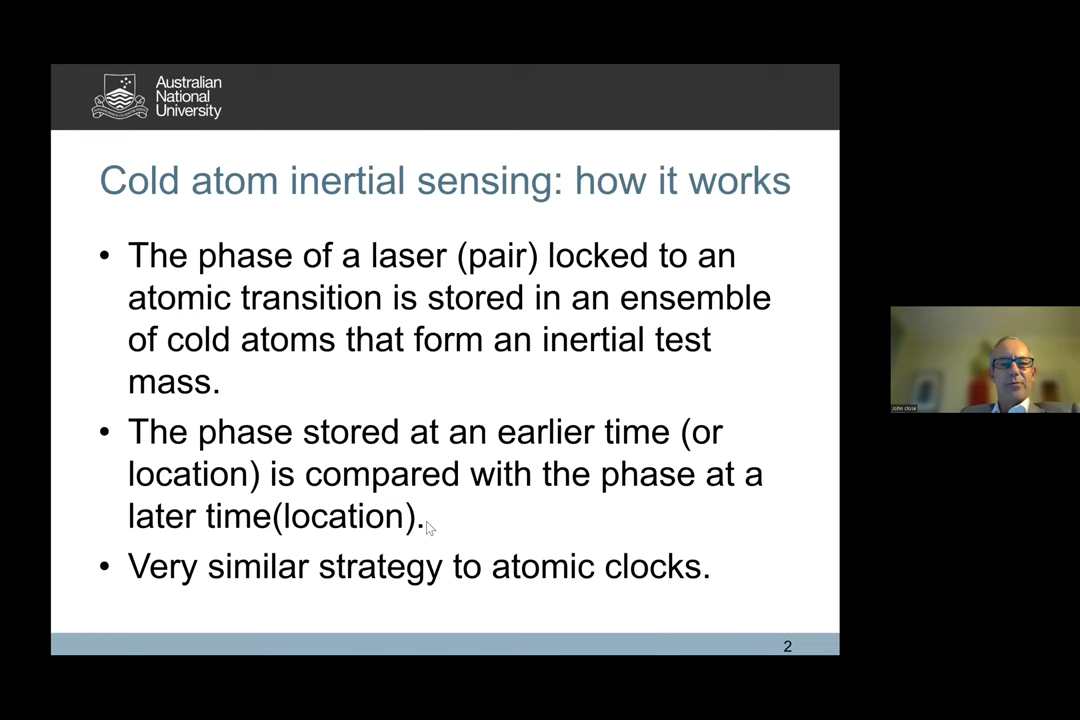 Australian
National
University
Cold atom inertial sensing: how it works
• The phase of a laser (pair) locked to an
atomic transition is stored in an ensemble
of cold atoms that form an inertial test
mass.
• The phase stored at an earlier time (or
location) is compared with the phase at a
later time(location).
• Very similar strategy to atomic clocks.
2
John close